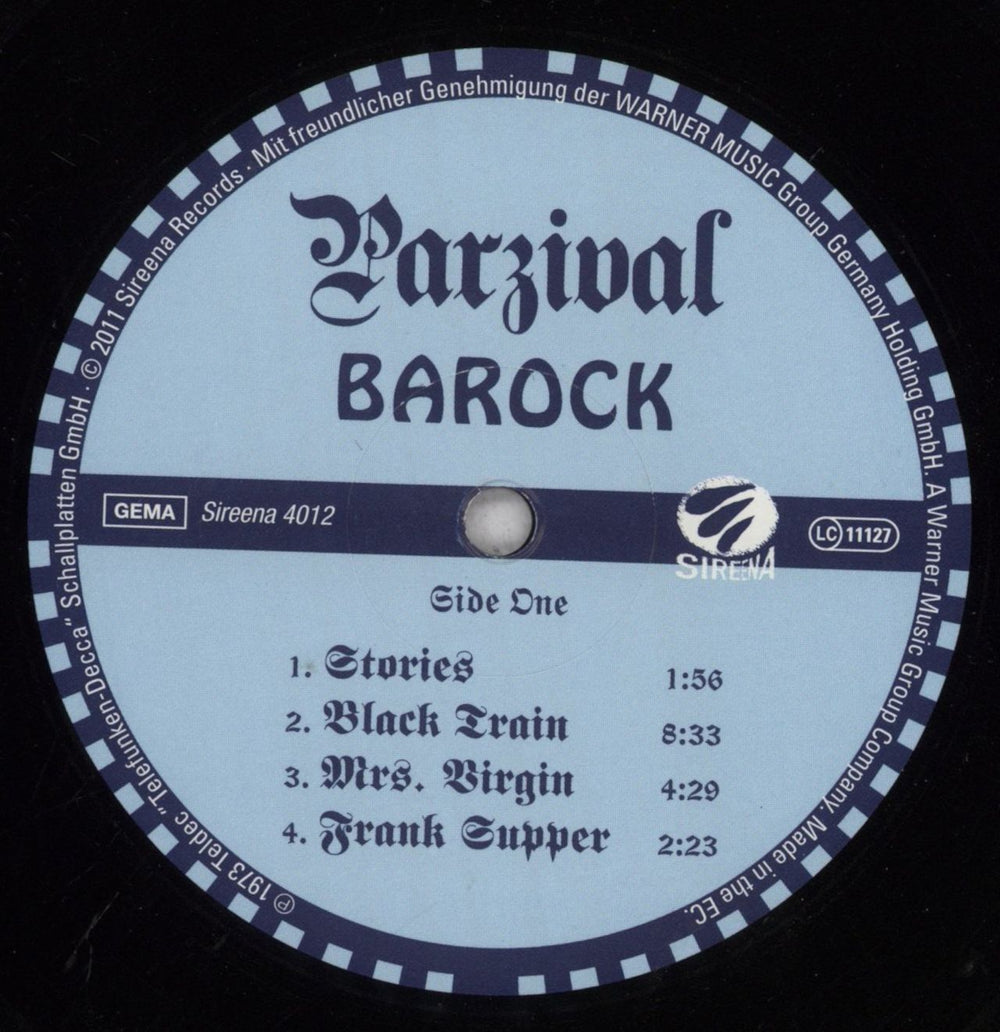 ℗ 1973 Teldec "Telefunken-Decca" Schallplatten GmbH · © 2011 Sireena Records · Mit freundlicher Genehmigung der WARNER MUSIC Group Germany Holding GmbH. A Warner Music Group Company. Made in the EC.
Parzival
BAROCK
GEMA Sireena 4012 SIREENA LC 11127
Side One
1. Stories 1:56
2. Black Train 8:33
3. Mrs. Virgin 4:29
4. Frank Supper 2:23